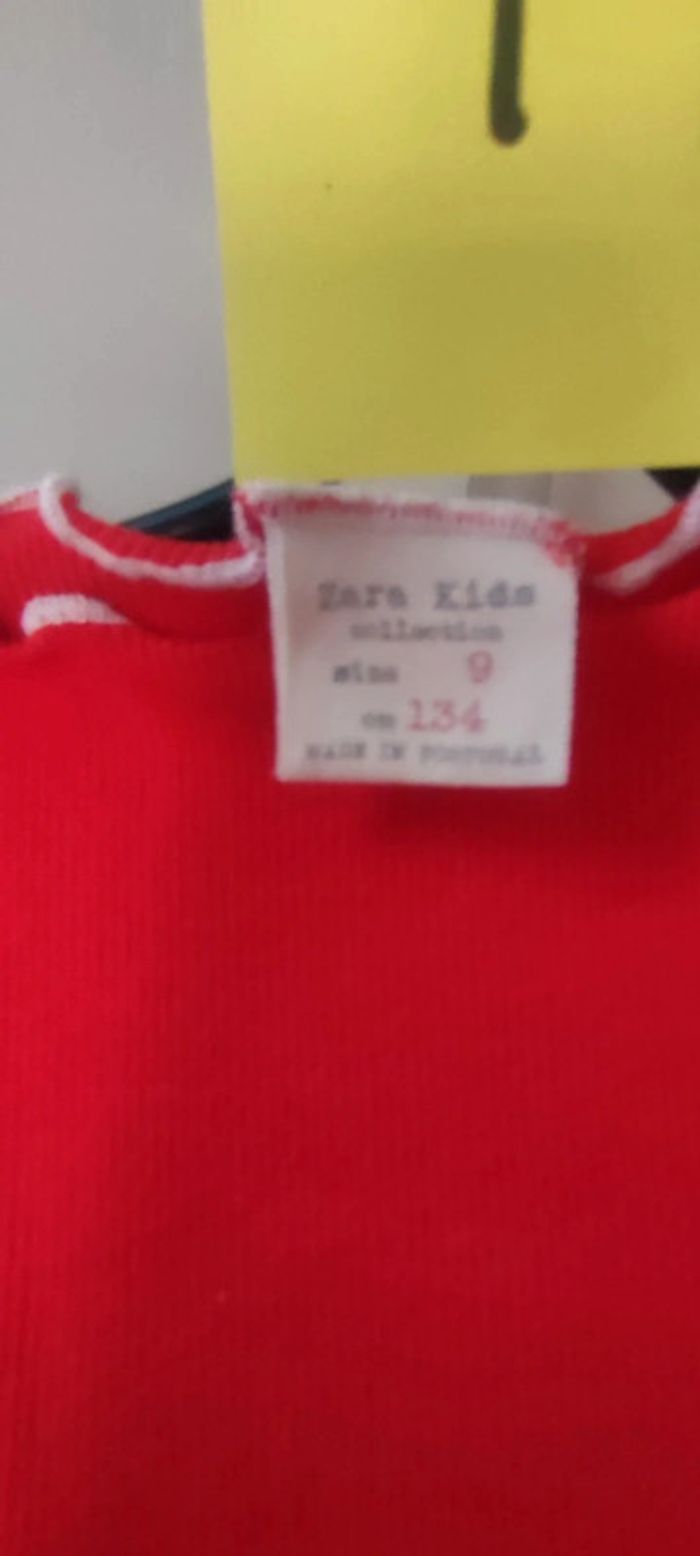 Zara Kids
collection
size 9
cm 134
MADE IN PORTUGAL